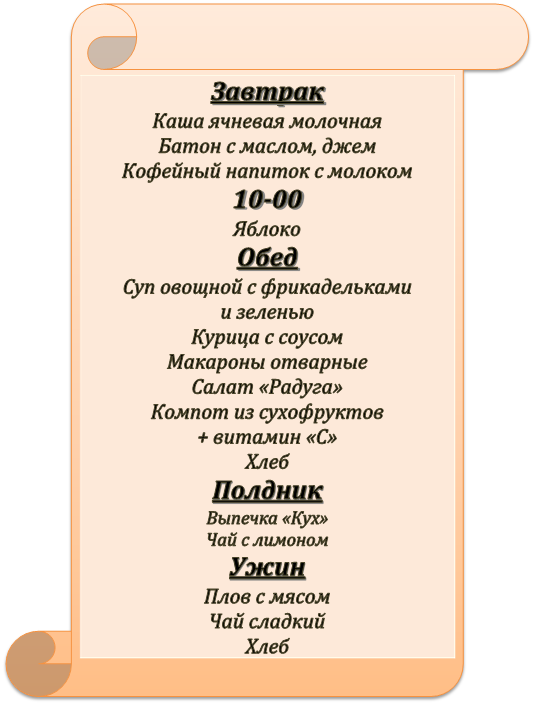 Завтрак
Каша ячневая молочная
Батон с маслом, джем
Кофейный напиток с молоком
10-00
Яблоко
Обед
Суп овощной с фрикадельками
и зеленью
Курица с соусом
Макароны отварные
Салат «Радуга»
Компот из сухофруктов
+ витамин «С»
Хлеб
Полдник
Выпечка «Кух»
Чай с лимоном
Ужин
Плов с мясом
Чай сладкий
Хлеб